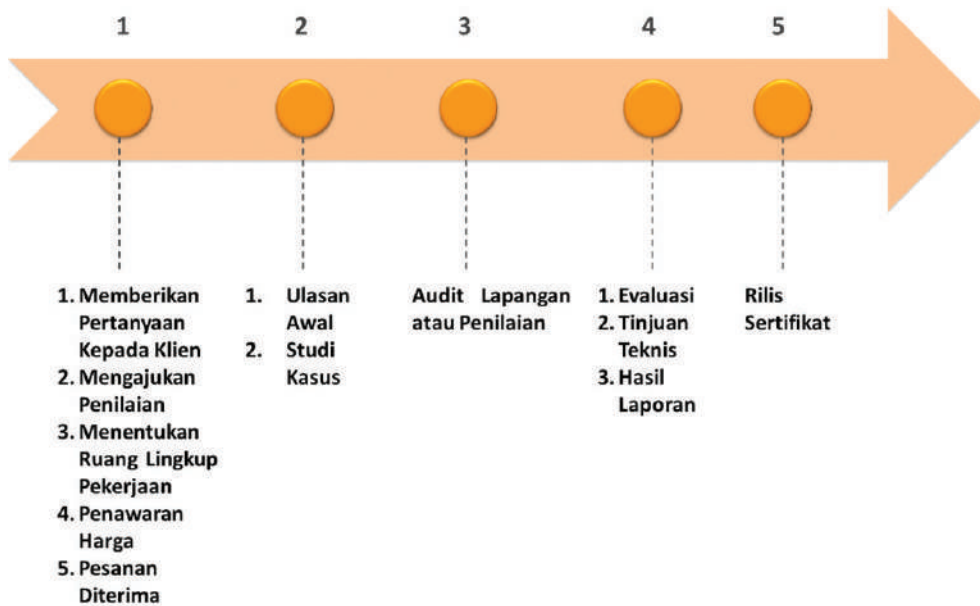 1 2 3 4 5
1. Memberikan
Pertanyaan
Kepada Klien
2. Mengajukan
Penilaian
3. Menentukan
Ruang Lingkup
Pekerjaan
4. Penawaran
Harga
5. Pesanan
Diterima
1. Ulasan
Awal
2. Studi
Kasus
Audit Lapangan
atau Penilaian
1. Evaluasi
2. Tinjuan
Teknis
3. Hasil
Laporan
Rilis
Sertifikat